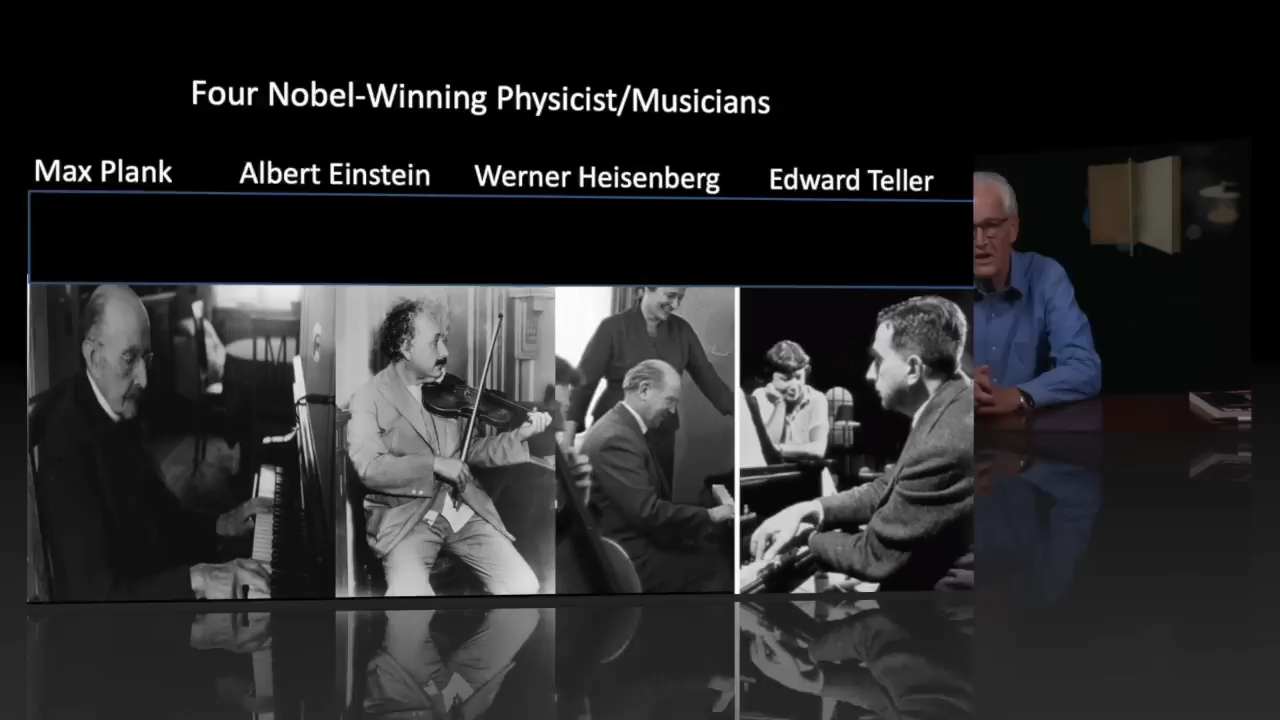 Four Nobel-Winning Physicist/Musicians
Max Plank
Albert Einstein
Werner Heisenberg
Edward Teller